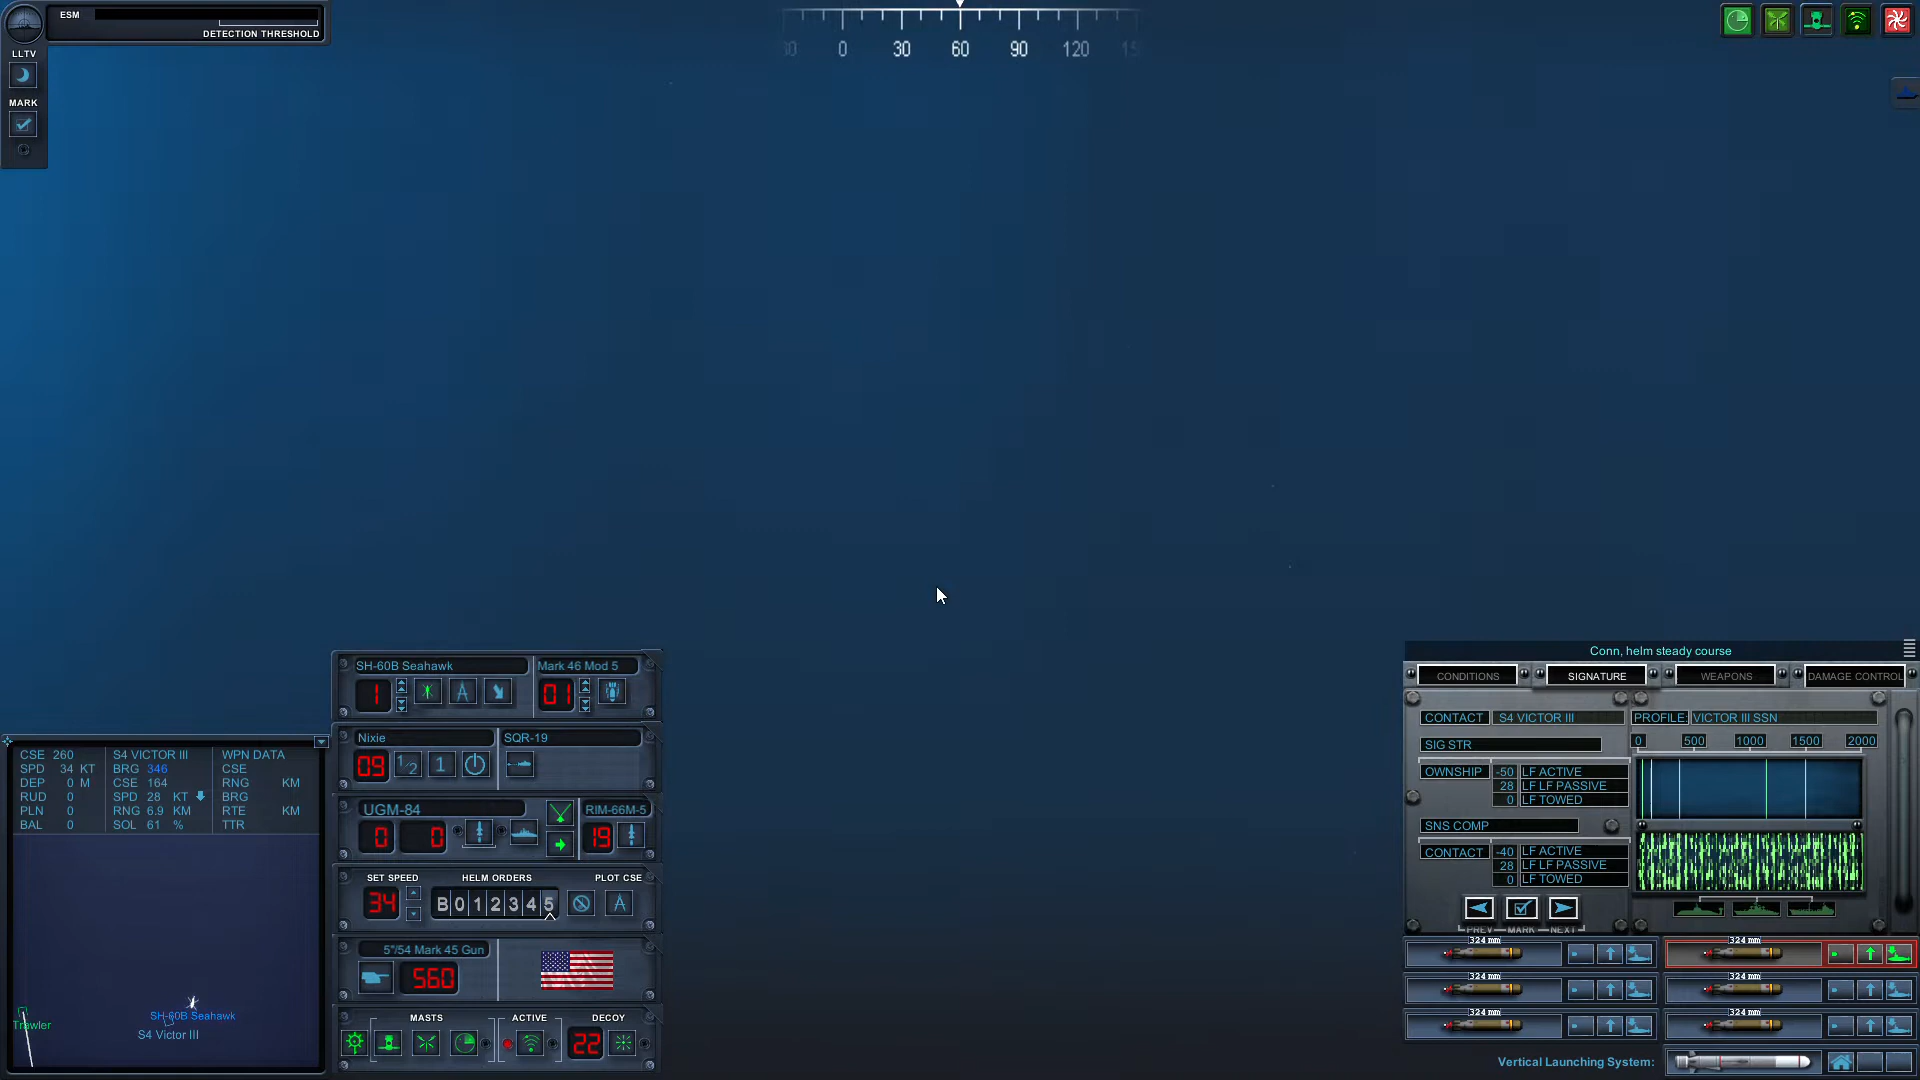 ESM
DETECTION THRESHOLD
LLTV
MARK
0 30 60 90 120
SH-60B Seahawk
Mark 46 Mod 5
1
01
Nixie
SQR-19
09
1/2
1
UGM-84
RIM-66M-5
0
0
19
SET SPEED
HELM ORDERS
PLOT CSE
34
B 0 1 2 3 4 5
5"/54 Mark 45 Gun
560
MASTS
ACTIVE
DECOY
22
CSE 260
SPD 34 KT
DEP 0 M
RUD 0
PLN 0
BAL 0
S4 VICTOR III
BRG 346
CSE 164
SPD 28 KT
RNG 6.9 KM
SOL 61 %
WPN DATA
CSE
RNG KM
BRG
RTE KM
TTR
SH-60B Seahawk
Trawler
S4 Victor III
Conn, helm steady course
CONDITIONS
SIGNATURE
WEAPONS
DAMAGE CONTROL
CONTACT S4 VICTOR III
PROFILE: VICTOR III SSN
SIG STR
0 500 1000 1500 2000
OWNSHIP -50 LF ACTIVE
28 LF LF PASSIVE
0 LF TOWED
SNS COMP
CONTACT -40 LF ACTIVE
28 LF LF PASSIVE
0 LF TOWED
PREV MARK NEXT
324 mm
324 mm
324 mm
324 mm
324 mm
324 mm
Vertical Launching System: